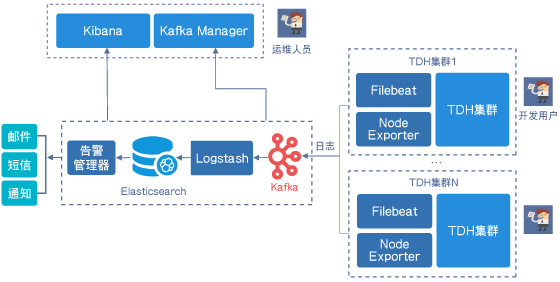 Kibana
Kafka Manager
运维人员
TDH集群1
Filebeat
Node
Exporter
TDH集群
开发用户
邮件
短信
通知
告警
管理器
Elasticsearch
Logstash
Kafka
日志
...
TDH集群N
Filebeat
Node
Exporter
TDH集群